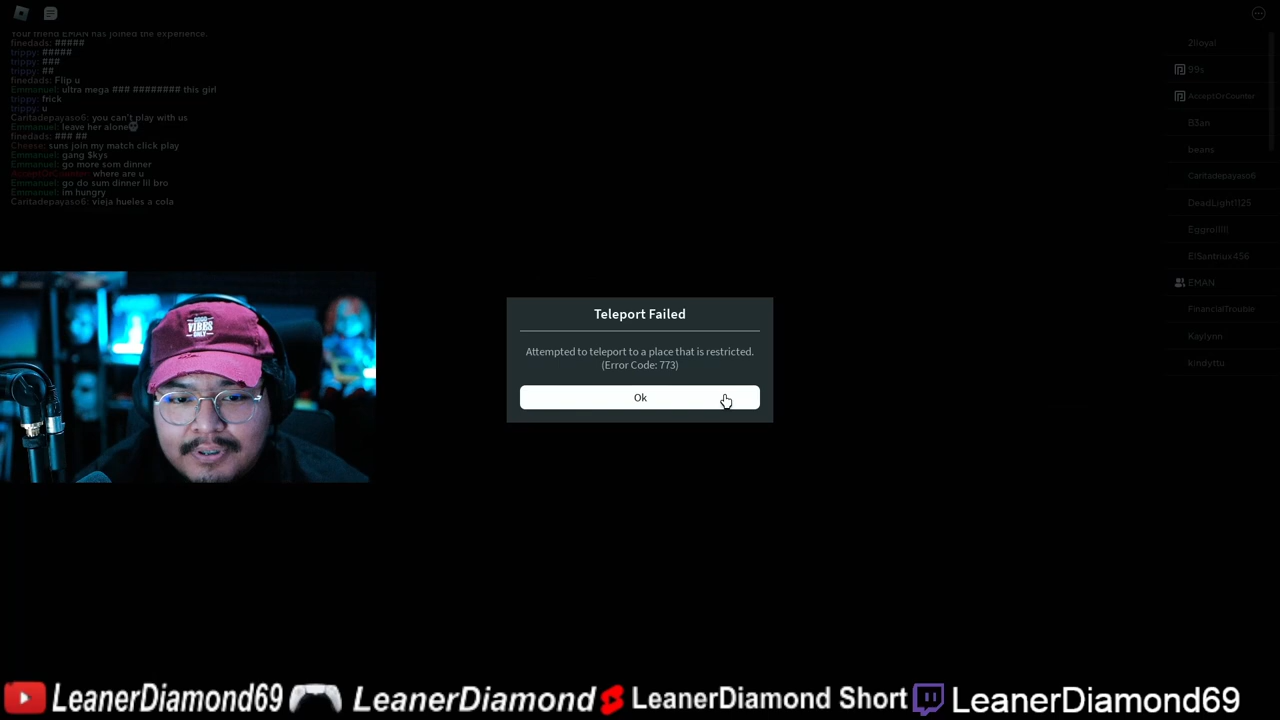 Your friend EMAN has joined the experience.
finedads: #####
trippy: #####
trippy: ###
trippy: ##
finedads: Flip u
Emmanuel: ultra mega ### ######## this girl
trippy: frick
trippy: u
Caritadepayaso6: you can't play with us
Emmanuel: leave her alone💀
finedads: ### ##
Cheese: suns join my match click play
Emmanuel: gang $kys
Emmanuel: go more som dinner
AcceptOrCounter: where are u
Emmanuel: go do sum dinner lil bro
Emmanuel: im hungry
Caritadepayaso6: vieja hueles a cola
2lloyal
99s
AcceptOrCounter
B3an
beans
Caritadepayaso6
DeadLight1125
ElSantriux456
EMAN
FinancialTrouble
Kaylynn
kindyttu
GOOD
VIBES
ONLY
Teleport Failed
Attempted to teleport to a place that is restricted.
(Error Code: 773)
Ok
LeanerDiamond69 LeanerDiamond LeanerDiamond Short LeanerDiamond69